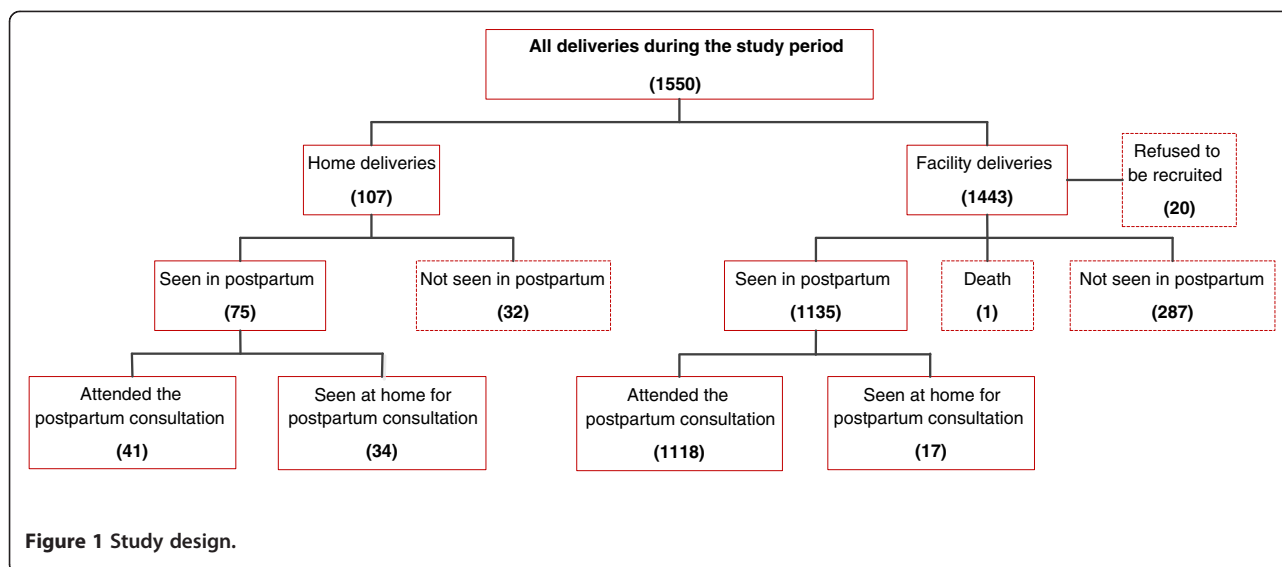 All deliveries during the study period
(1550)
Home deliveries
(107)
Facility deliveries
(1443)
Refused to
be recruited
(20)
Seen in postpartum
(75)
Not seen in postpartum
(32)
Seen in postpartum
(1135)
Death
(1)
Not seen in postpartum
(287)
Attended the
postpartum consultation
(41)
Seen at home for
postpartum consultation
(34)
Attended the
postpartum consultation
(1118)
Seen at home for
postpartum consultation
(17)
Figure 1 Study design.